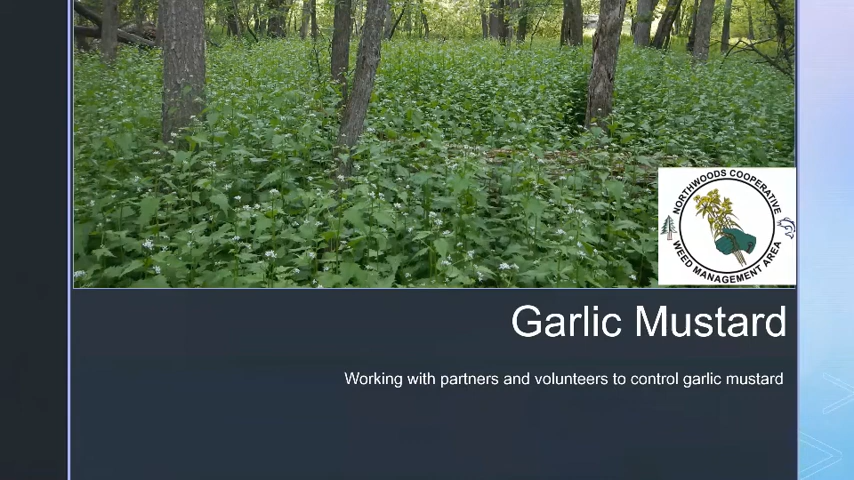 NORTHWOODS COOPERATIVE
WEED MANAGEMENT AREA
Garlic Mustard
Working with partners and volunteers to control garlic mustard